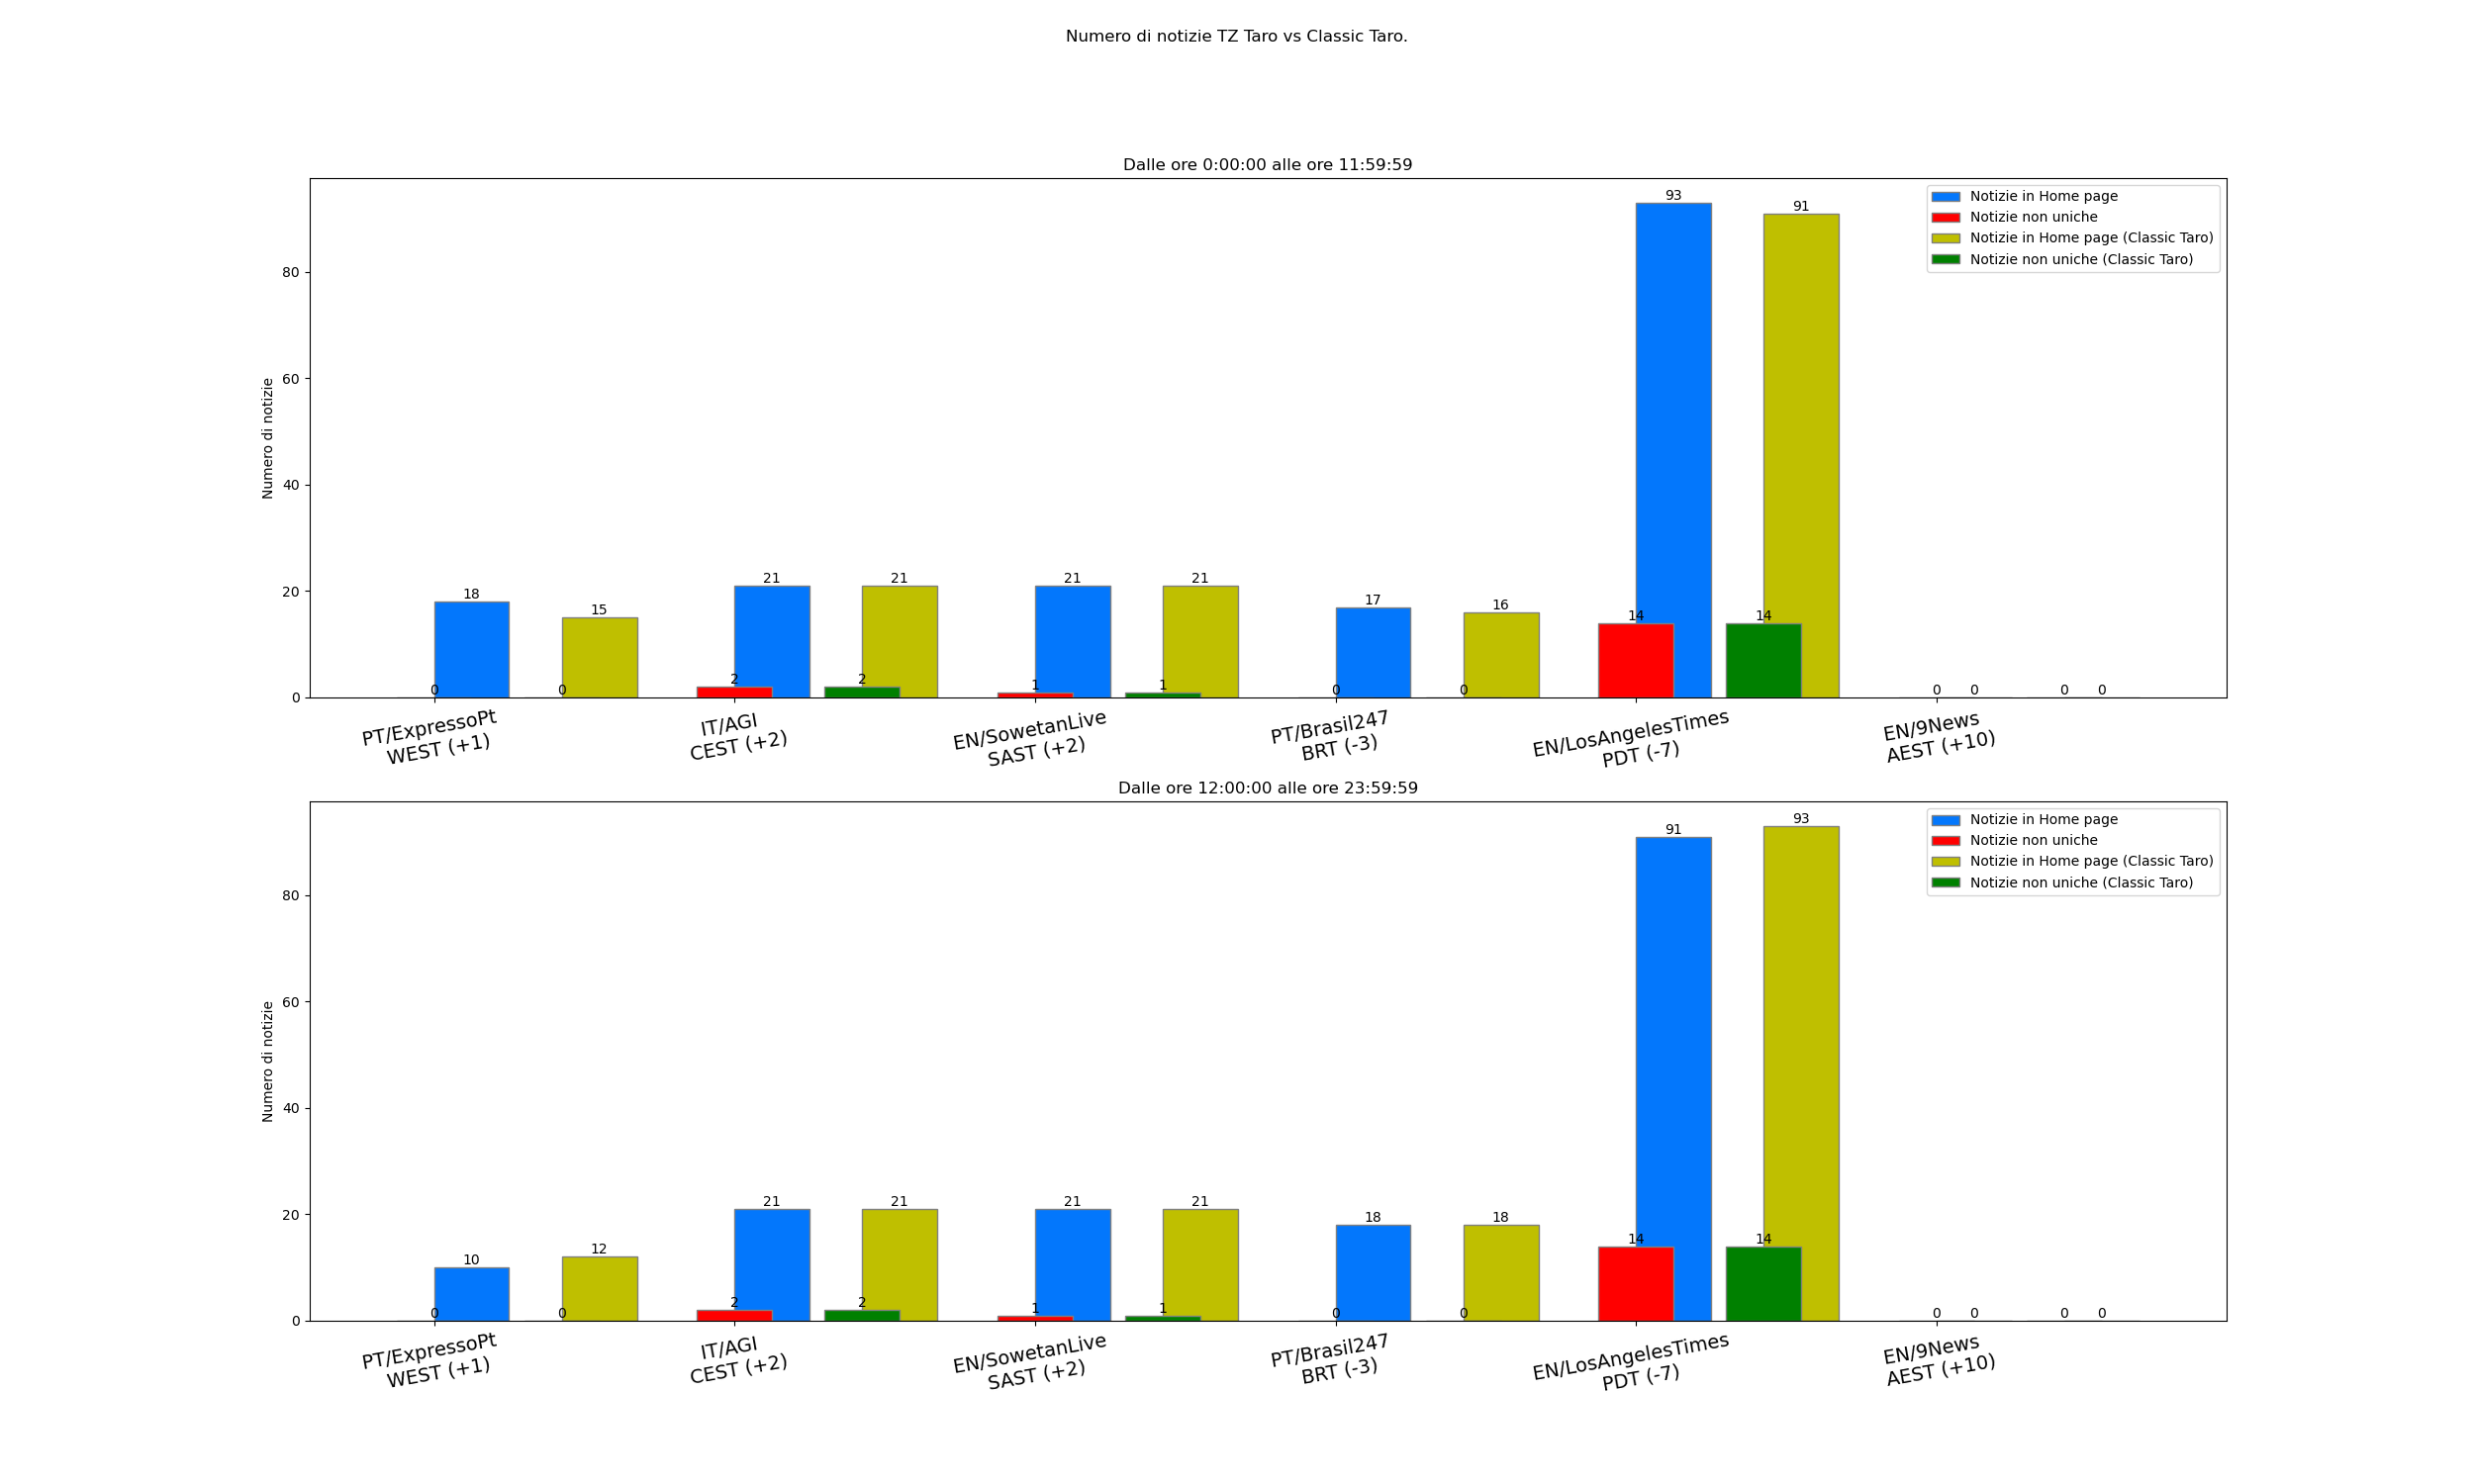 Numero di notizie TZ Taro vs Classic Taro.
Dalle ore 0:00:00 alle ore 11:59:59
Numero di notizie
80
60
40
20
0
Notizie in Home page
Notizie non uniche
Notizie in Home page (Classic Taro)
Notizie non uniche (Classic Taro)
0 18 0 15
2 21 2 21
1 21 1 21
0 17 0 16
14 93 14 91
0 0 0 0
PT/ExpressoPt
WEST (+1)
IT/AGI
CEST (+2)
EN/SowetanLive
SAST (+2)
PT/Brasil247
BRT (-3)
EN/LosAngelesTimes
PDT (-7)
EN/9News
AEST (+10)
Dalle ore 12:00:00 alle ore 23:59:59
Numero di notizie
80
60
40
20
0
Notizie in Home page
Notizie non uniche
Notizie in Home page (Classic Taro)
Notizie non uniche (Classic Taro)
0 10 0 12
2 21 2 21
1 21 1 21
0 18 0 18
14 91 14 93
0 0 0 0
PT/ExpressoPt
WEST (+1)
IT/AGI
CEST (+2)
EN/SowetanLive
SAST (+2)
PT/Brasil247
BRT (-3)
EN/LosAngelesTimes
PDT (-7)
EN/9News
AEST (+10)